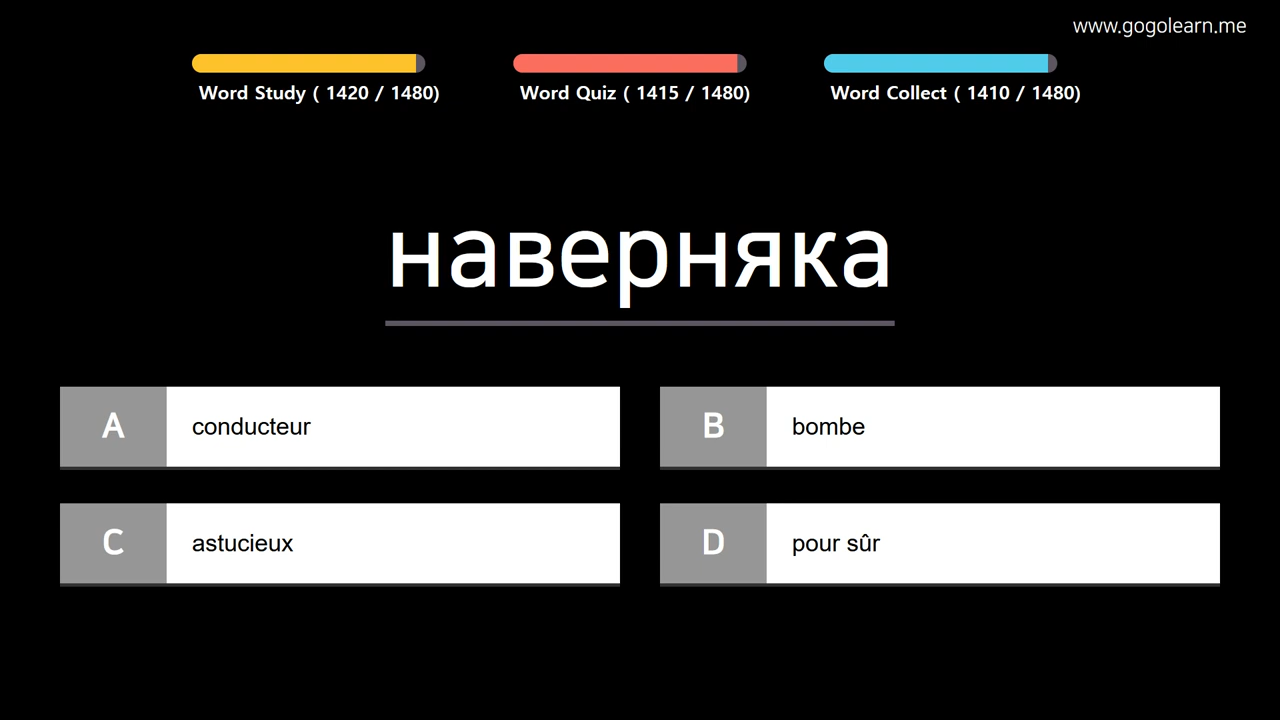 www.gogolearn.me
Word Study ( 1420 / 1480)
Word Quiz ( 1415 / 1480)
Word Collect ( 1410 / 1480)
наверняка
A conducteur
B bombe
C astucieux
D pour sûr